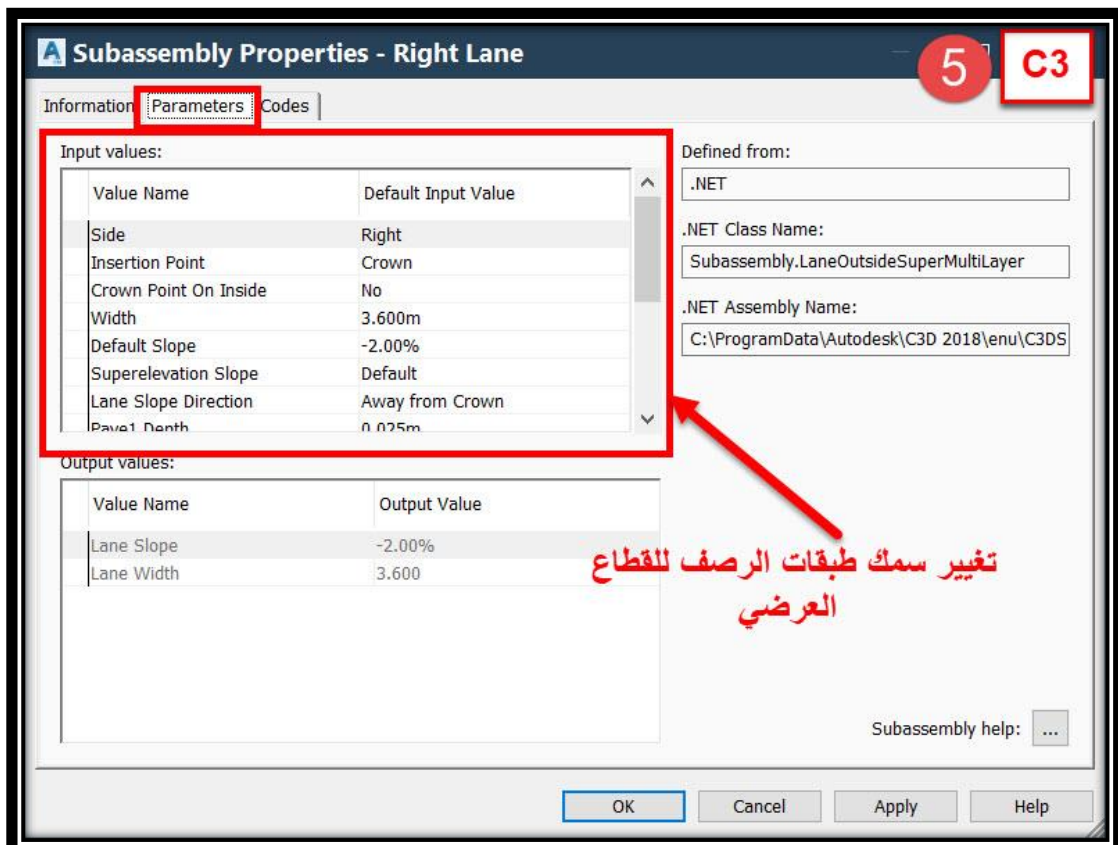 Subassembly Properties - Right Lane
5
C3
Information Parameters Codes
Input values:
Value Name Default Input Value
Side Right
Insertion Point Crown
Crown Point On Inside No
Width 3.600m
Default Slope -2.00%
Superelevation Slope Default
Lane Slope Direction Away from Crown
Pave1 Depth 0.025m
Defined from:
.NET
.NET Class Name:
Subassembly.LaneOutsideSuperMultiLayer
.NET Assembly Name:
C:\ProgramData\Autodesk\C3D 2018\enu\C3DS
Output values:
Value Name Output Value
Lane Slope -2.00%
Lane Width 3.600
تغيير سمك طبقات الرصف للقطاع
العرضي
Subassembly help: ...
OK Cancel Apply Help